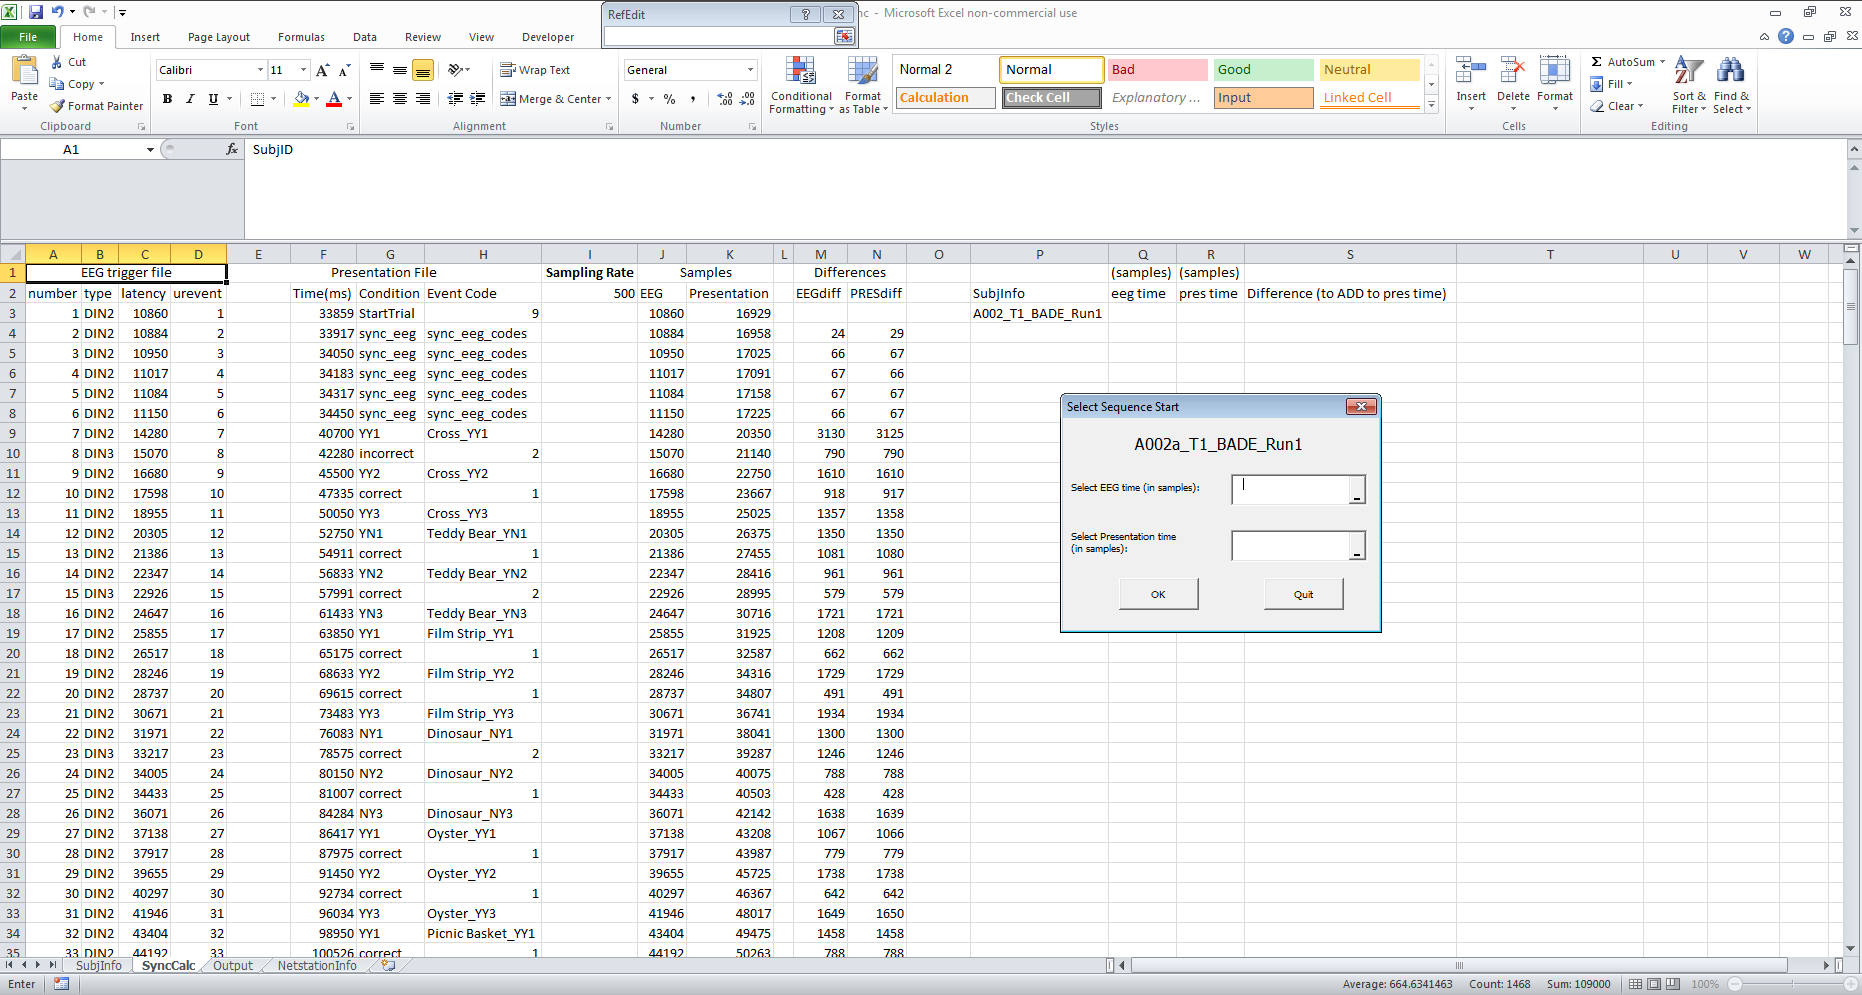 RefEdit
nc - Microsoft Excel non-commercial use
File Home Insert Page Layout Formulas Data Review View Developer
Paste Cut Copy Format Painter Clipboard
Calibri 11 B I U Font
Wrap Text Merge & Center Alignment
General $ % , Number
Conditional Formatting Format as Table
Normal 2 Normal Bad Good Neutral
Calculation Check Cell Explanatory ... Input Linked Cell
Styles
Insert Delete Format Cells
AutoSum Fill Clear Sort & Filter Find & Select Editing
A1 fx SubjID
A B C D E F G H I J K L M N O P Q R S T U V W
1 EEG trigger file Presentation File Sampling Rate Samples Differences (samples) (samples)
2 number type latency urevent Time(ms) Condition Event Code 500 EEG Presentation EEGdiff PRESdiff SubjInfo eeg time pres time Difference (to ADD to pres time)
3 1 DIN2 10860 1 33859 StartTrial 9 10860 16929 A002_T1_BADE_Run1
4 2 DIN2 10884 2 33917 sync_eeg sync_eeg_codes 10884 16958 24 29
5 3 DIN2 10950 3 34050 sync_eeg sync_eeg_codes 10950 17025 66 67
6 4 DIN2 11017 4 34183 sync_eeg sync_eeg_codes 11017 17091 67 66
7 5 DIN2 11084 5 34317 sync_eeg sync_eeg_codes 11084 17158 67 67
8 6 DIN2 11150 6 34450 sync_eeg sync_eeg_codes 11150 17225 66 67
9 7 DIN2 14280 7 40700 YY1 Cross_YY1 14280 20350 3130 3125
10 8 DIN3 15070 8 42280 incorrect 2 15070 21140 790 790
11 9 DIN2 16680 9 45500 YY2 Cross_YY2 16680 22750 1610 1610
12 10 DIN2 17598 10 47335 correct 1 17598 23667 918 917
13 11 DIN2 18955 11 50050 YY3 Cross_YY3 18955 25025 1357 1358
14 12 DIN2 20305 12 52750 YN1 Teddy Bear_YN1 20305 26375 1350 1350
15 13 DIN2 21386 13 54911 correct 1 21386 27455 1081 1080
16 14 DIN2 22347 14 56833 YN2 Teddy Bear_YN2 22347 28416 961 961
17 15 DIN3 22926 15 57991 correct 2 22926 28995 579 579
18 16 DIN2 24647 16 61433 YN3 Teddy Bear_YN3 24647 30716 1721 1721
19 17 DIN2 25855 17 63850 YY1 Film Strip_YY1 25855 31925 1208 1209
20 18 DIN2 26517 18 65175 correct 1 26517 32587 662 662
21 19 DIN2 28246 19 68633 YY2 Film Strip_YY2 28246 34316 1729 1729
22 20 DIN2 28737 20 69615 correct 1 28737 34807 491 491
23 21 DIN2 30671 21 73483 YY3 Film Strip_YY3 30671 36741 1934 1934
24 22 DIN2 31971 22 76083 NY1 Dinosaur_NY1 31971 38041 1300 1300
25 23 DIN3 33217 23 78575 correct 2 33217 39287 1246 1246
26 24 DIN2 34005 24 80150 NY2 Dinosaur_NY2 34005 40075 788 788
27 25 DIN2 34433 25 81007 correct 1 34433 40503 428 428
28 26 DIN2 36071 26 84284 NY3 Dinosaur_NY3 36071 42142 1638 1639
29 27 DIN2 37138 27 86417 YY1 Oyster_YY1 37138 43208 1067 1066
30 28 DIN2 37917 28 87975 correct 1 37917 43987 779 779
31 29 DIN2 39655 29 91450 YY2 Oyster_YY2 39655 45725 1738 1738
32 30 DIN2 40297 30 92734 correct 1 40297 46367 642 642
33 31 DIN2 41946 31 96034 YY3 Oyster_YY3 41946 48017 1649 1650
34 32 DIN2 43404 32 98950 YY1 Picnic Basket_YY1 43404 49475 1458 1458
35 33 DIN2 44192 33 100526 correct 1 44192 50263 788 788
Select Sequence Start
A002a_T1_BADE_Run1
Select EEG time (in samples):
Select Presentation time
(in samples):
OK Quit
SubjInfo SyncCalc Output NetstationInfo
Enter Average: 664.6341463 Count: 1468 Sum: 109000 100%